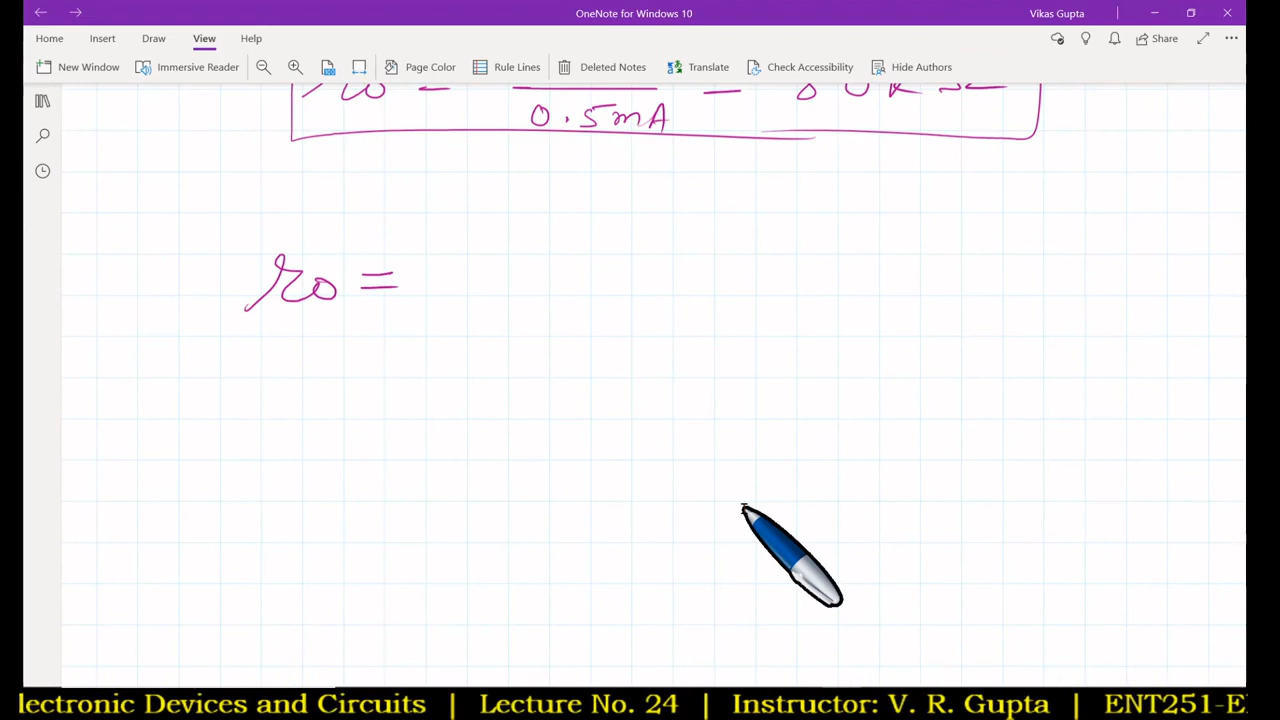 OneNote for Windows 10
Vikas Gupta
Home Insert Draw View Help
Share
New Window Immersive Reader Page Color Rule Lines Deleted Notes Translate Check Accessibility Hide Authors
0.5mA
ro =
lectronic Devices and Circuits | Lecture No. 24 | Instructor: V. R. Gupta | ENT251-E